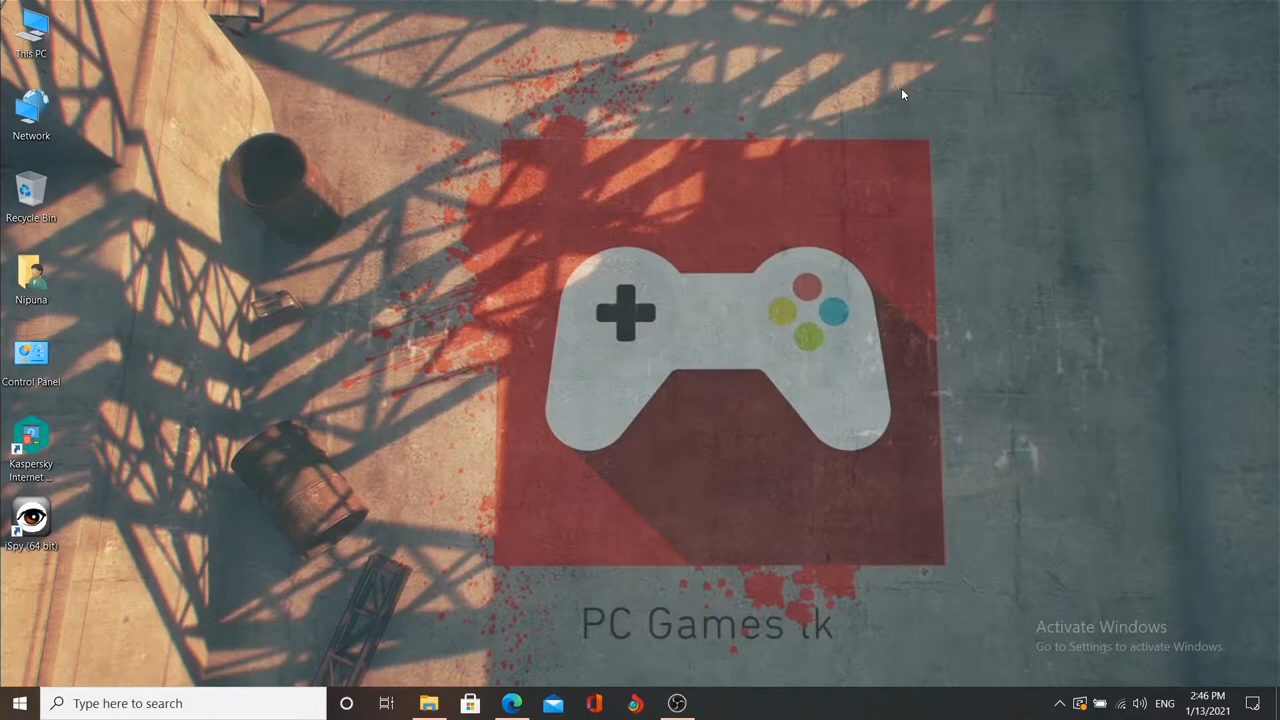 This PC
Network
Recycle Bin
Nipuna
Control Panel
Kaspersky
Internet ...
iSpy (64 bit)
PC Games lk
Activate Windows
Go to Settings to activate Windows.
Type here to search
ENG
2:46 PM
1/13/2021